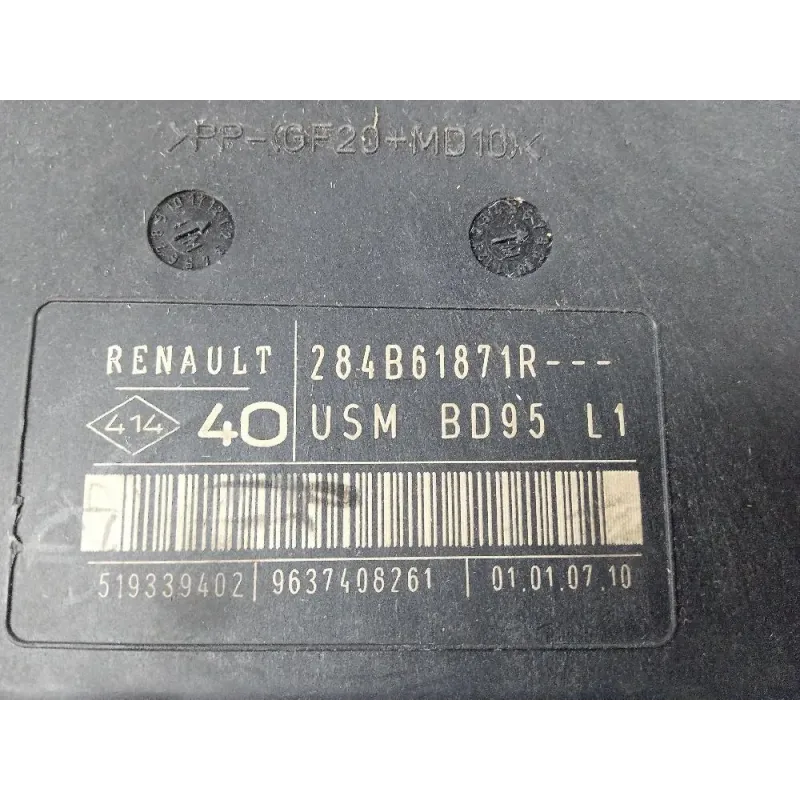 >PP-(GF20+MD10)<
RENAULT 284B61871R---
414 40 USM BD95 L1
519339402 9637408261 01.01.07.10